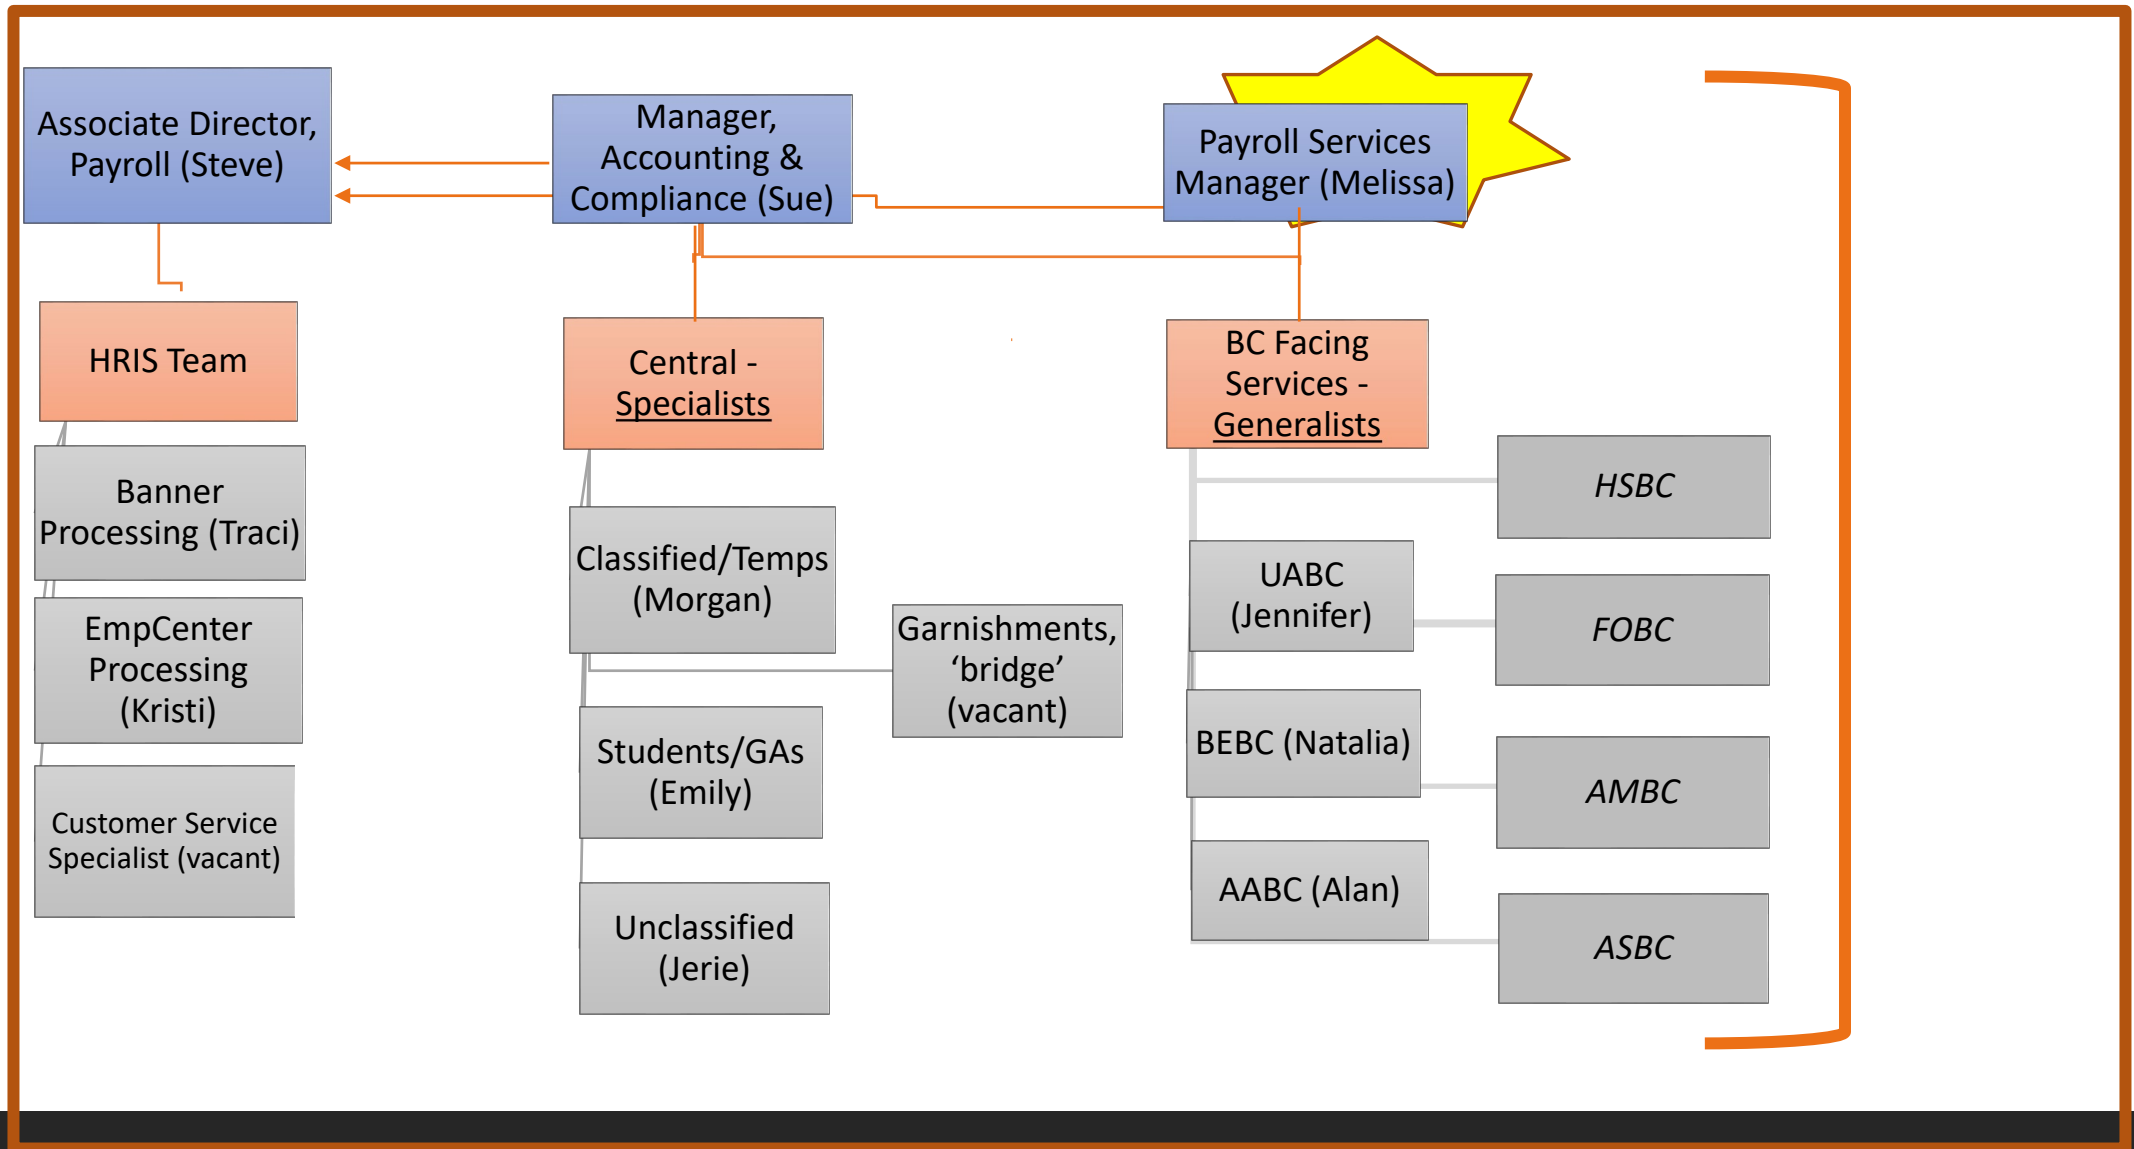 Associate Director,
Payroll (Steve)
Manager,
Accounting &
Compliance (Sue)
Payroll Services
Manager (Melissa)
HRIS Team
Banner
Processing (Traci)
EmpCenter
Processing
(Kristi)
Customer Service
Specialist (vacant)
Central -
Specialists
Classified/Temps
(Morgan)
Garnishments,
‘bridge’
(vacant)
Students/GAs
(Emily)
Unclassified
(Jerie)
BC Facing
Services -
Generalists
HSBC
UABC
(Jennifer)
FOBC
BEBC (Natalia)
AMBC
AABC (Alan)
ASBC